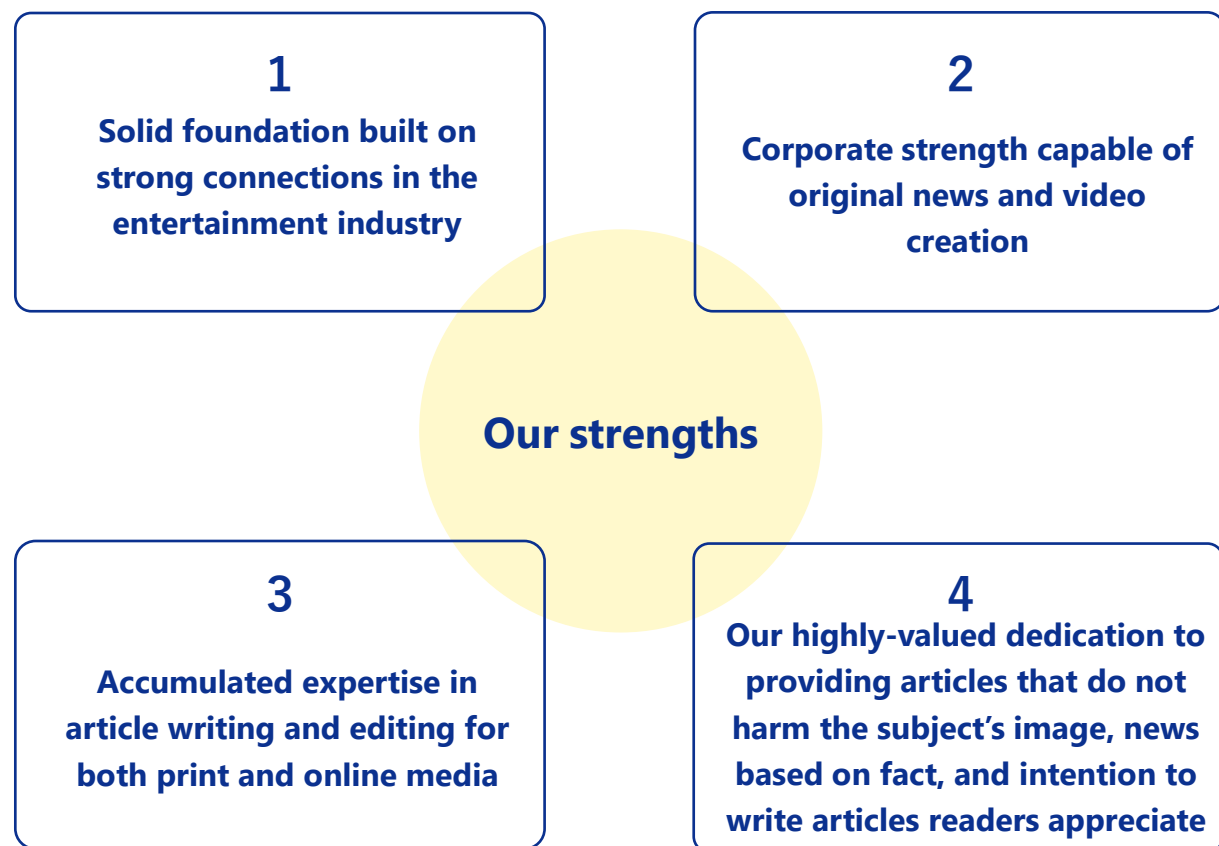 1
Solid foundation built on
strong connections in the
entertainment industry
2
Corporate strength capable of
original news and video
creation
Our strengths
3
Accumulated expertise in
article writing and editing for
both print and online media
4
Our highly-valued dedication to
providing articles that do not
harm the subject’s image, news
based on fact, and intention to
write articles readers appreciate